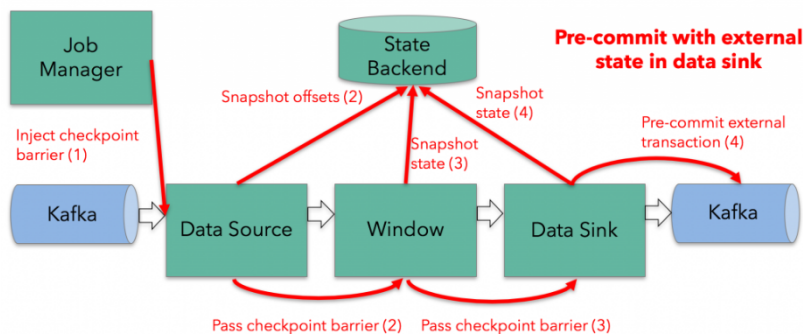 Job
Manager
State
Backend
Pre-commit with external
state in data sink
Snapshot offsets (2)
Snapshot
state (4)
Inject checkpoint
barrier (1)
Snapshot
state (3)
Pre-commit external
transaction (4)
Kafka
Data Source
Window
Data Sink
Kafka
Pass checkpoint barrier (2)
Pass checkpoint barrier (3)